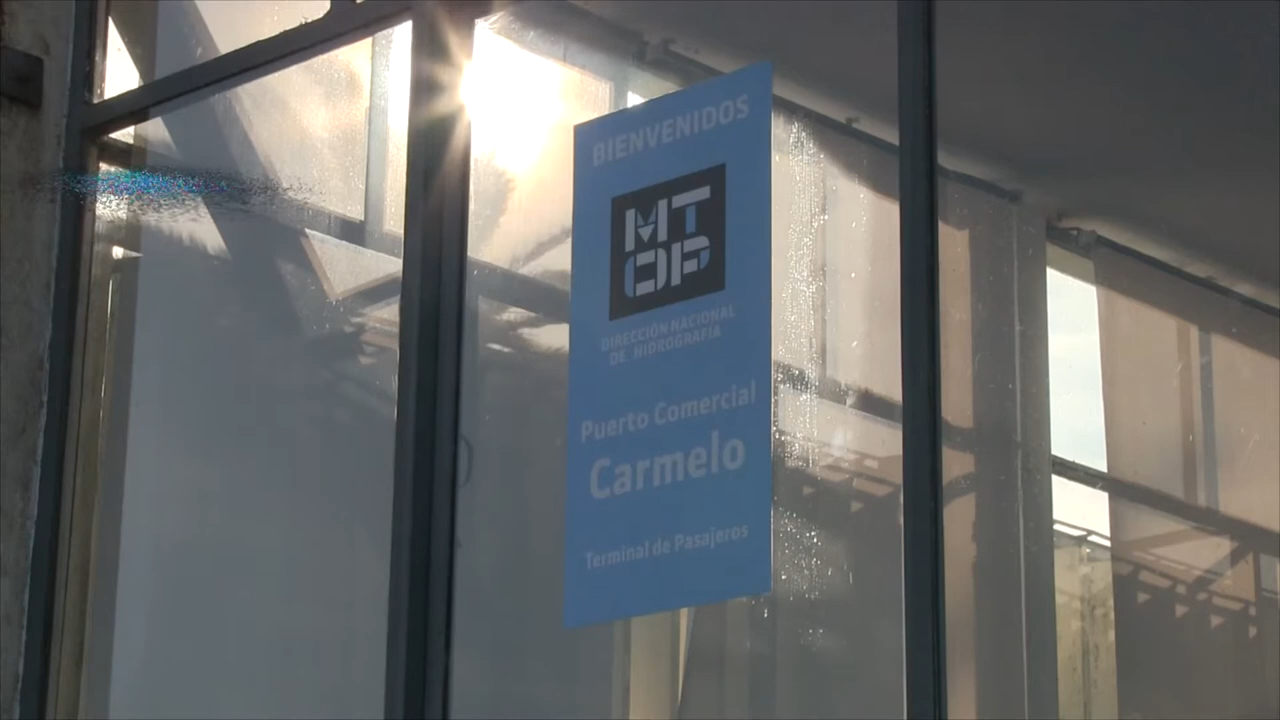 BIENVENIDOS
MT
OP
DIRECCIÓN NACIONAL
DE HIDROGRAFÍA
Puerto Comercial
Carmelo
Terminal de Pasajeros